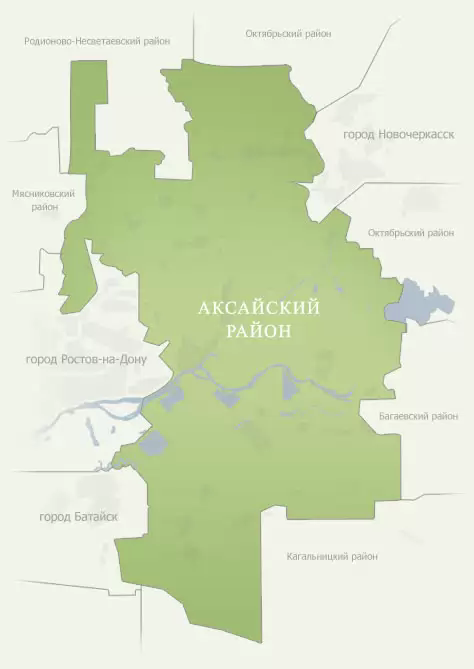 Октябрьский район
Родионово-Несветаевский район
город Новочеркасск
Мясниковский
район
Октябрьский район
АКСАЙСКИЙ
РАЙОН
город Ростов-на-Дону
Багаевский район
город Батайск
Кагальницкий район